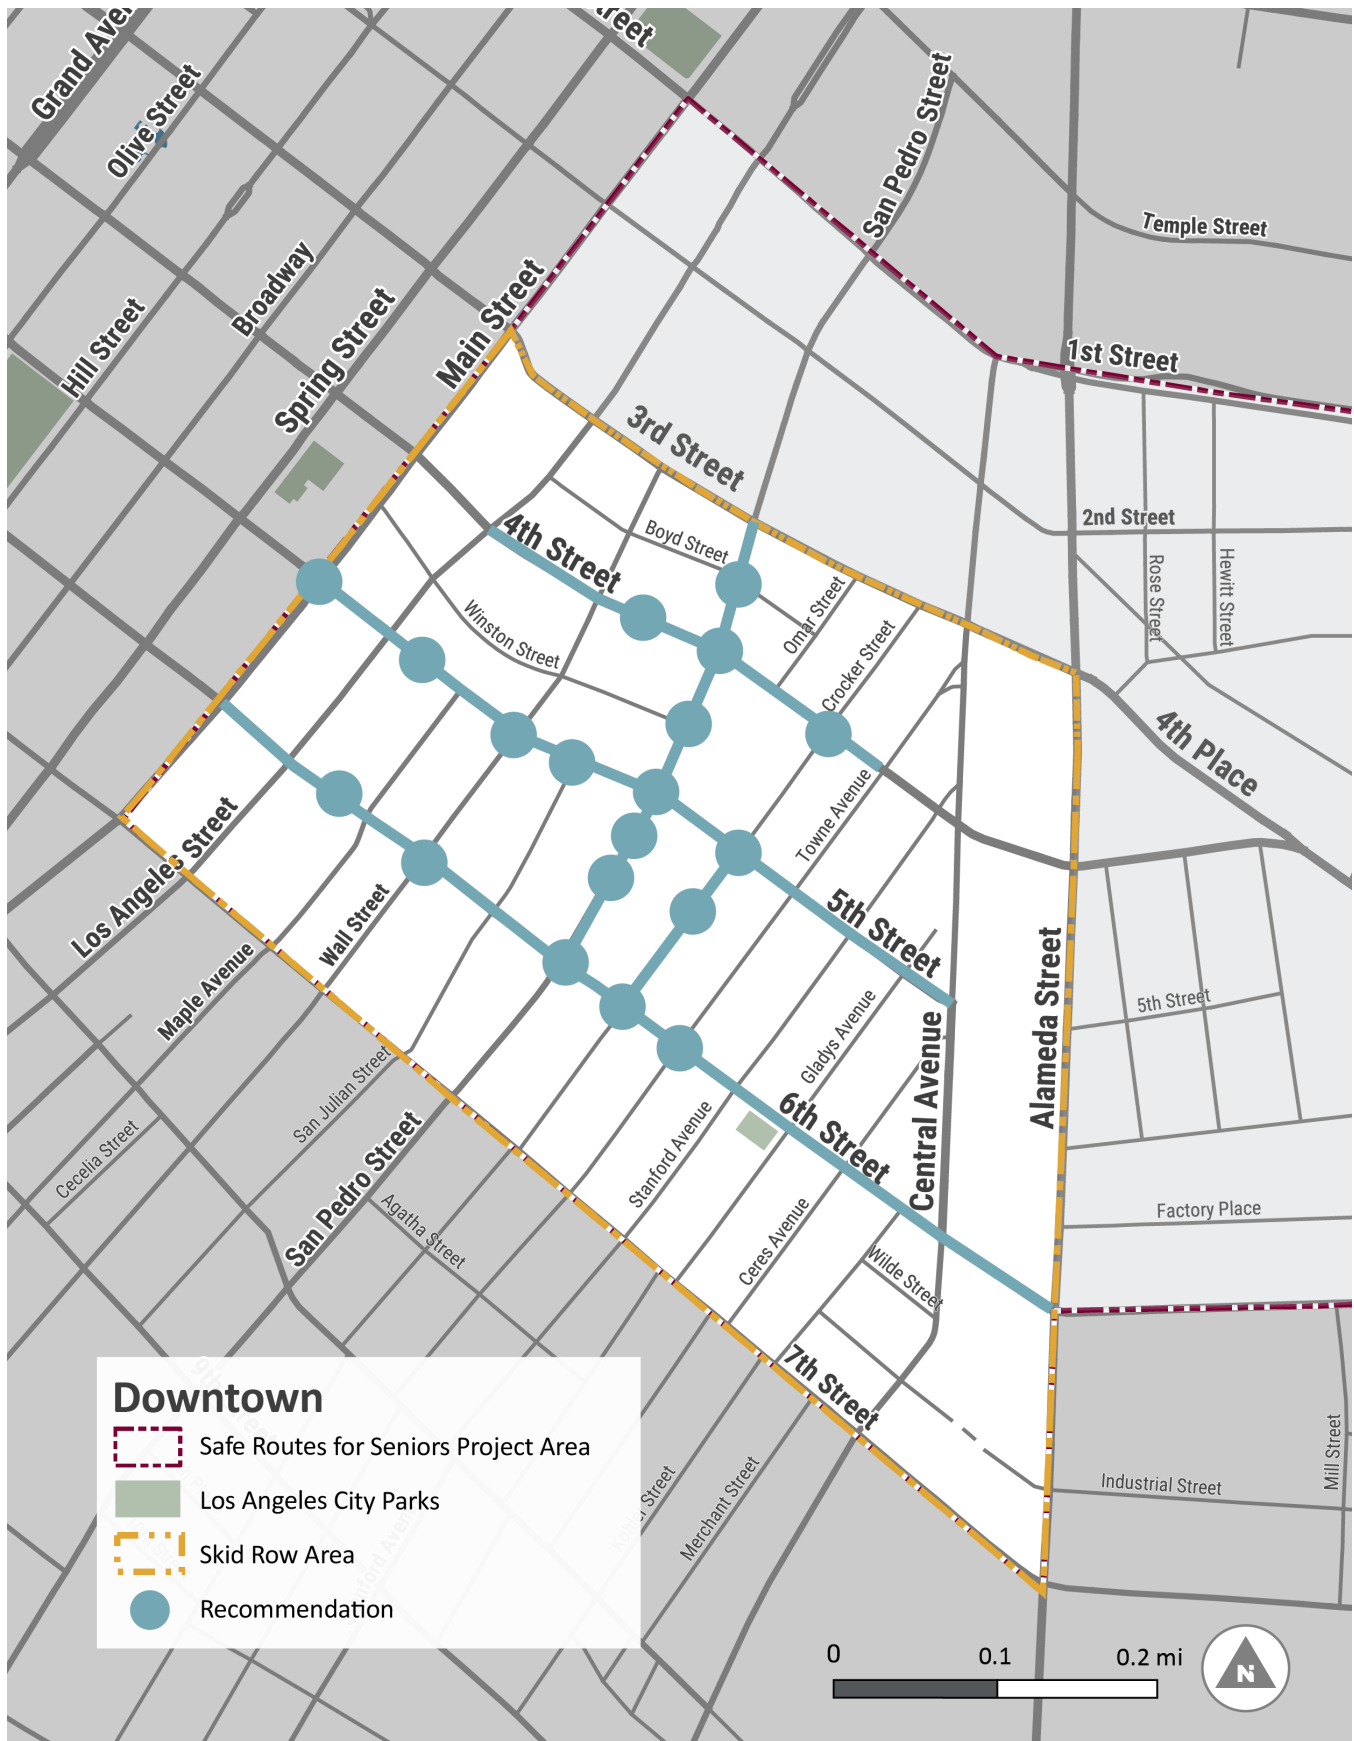 Street
Grand Aven
Olive Street
San Pedro Street
Temple Street
Broadway
Main Street
Hill Street
Spring Street
1st Street
3rd Street
2nd Street
4th Street
Boyd Street
Rose Street
Hewitt Street
Omar Street
Winston Street
Crocker Street
4th Place
Towne Avenue
Los Angeles Street
Wall Street
5th Street
Maple Avenue
Alameda Street
5th Street
Gladys Avenue
Central Avenue
San Julian Street
Cecelia Street
6th Street
Stanford Avenue
San Pedro Street
Agatha Street
Ceres Avenue
Factory Place
Wilde Street
7th Street
Industrial Street
Mill Street
Merchant Street
Street
Downtown
Safe Routes for Seniors Project Area
Los Angeles City Parks
Skid Row Area
Recommendation
0 0.1 0.2 mi
N